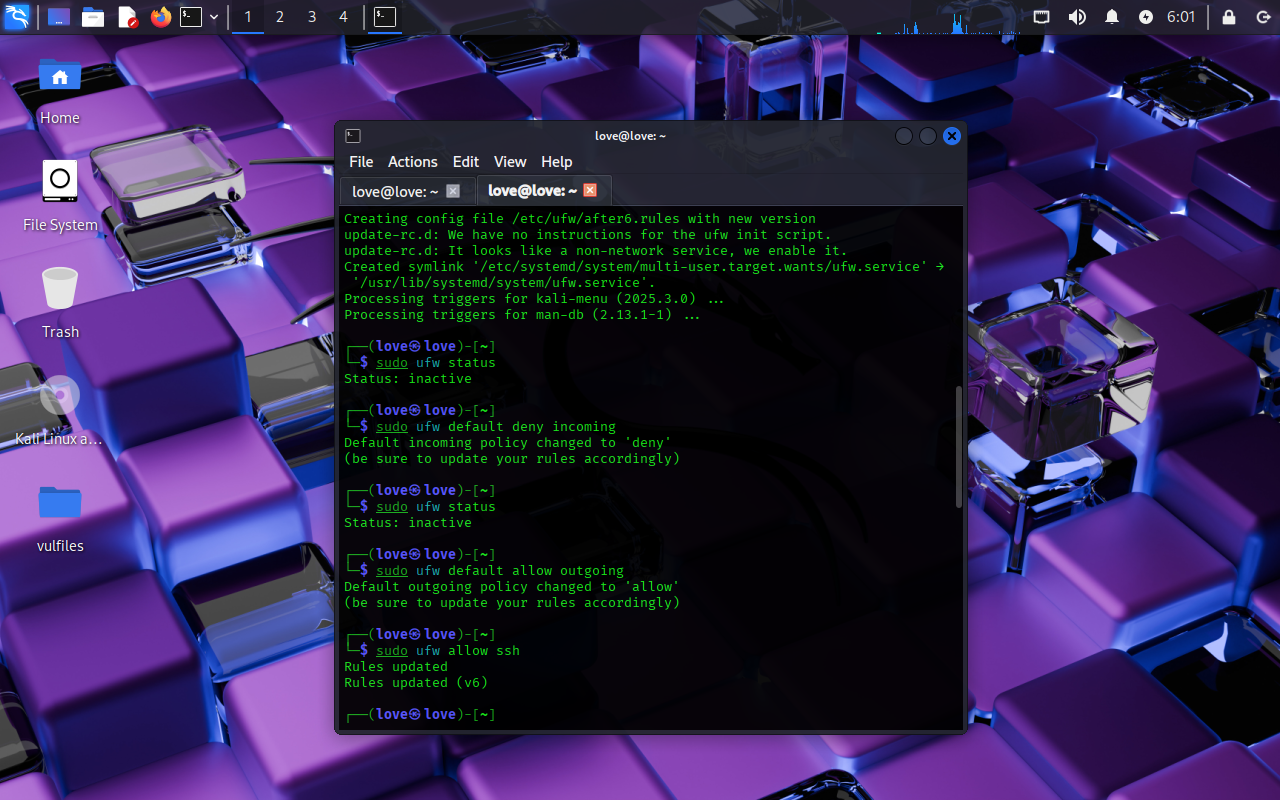 1 2 3 4 6:01
Home
File System
Trash
Kali Linux a...
vulfiles
love@love: ~
File Actions Edit View Help
love@love: ~ love@love: ~
Creating config file /etc/ufw/after6.rules with new version
update-rc.d: We have no instructions for the ufw init script.
update-rc.d: It looks like a non-network service, we enable it.
Created symlink '/etc/systemd/system/multi-user.target.wants/ufw.service' →
'/usr/lib/systemd/system/ufw.service'.
Processing triggers for kali-menu (2025.3.0) ...
Processing triggers for man-db (2.13.1-1) ...
┌──(love㉿love)-[~]
└─$ sudo ufw status
Status: inactive
┌──(love㉿love)-[~]
└─$ sudo ufw default deny incoming
Default incoming policy changed to 'deny'
(be sure to update your rules accordingly)
┌──(love㉿love)-[~]
└─$ sudo ufw status
Status: inactive
┌──(love㉿love)-[~]
└─$ sudo ufw default allow outgoing
Default outgoing policy changed to 'allow'
(be sure to update your rules accordingly)
┌──(love㉿love)-[~]
└─$ sudo ufw allow ssh
Rules updated
Rules updated (v6)
┌──(love㉿love)-[~]